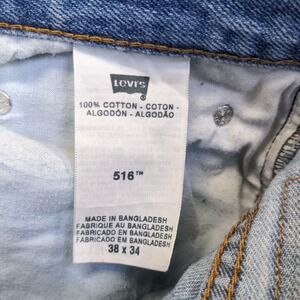 Levi's
®
100% COTTON - COTON -
ALGODÓN - ALGODÃO
516™
MADE IN BANGLADESH
FABRIQUE AU BANGLADESH
FABRICADO EN BANGLADESH
FABRICADO EM BANGLADESH
38 x 34